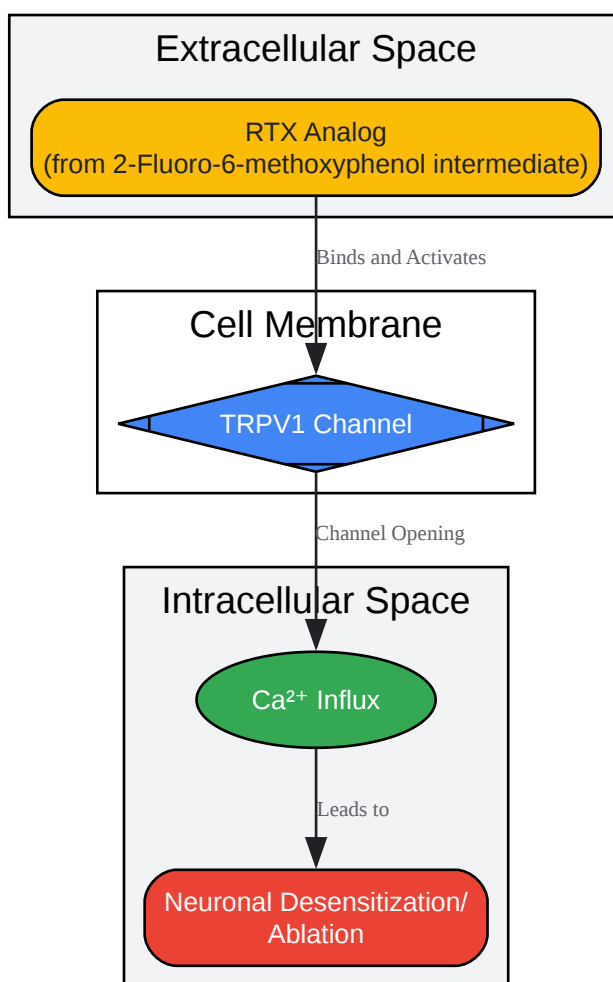 Extracellular Space
RTX Analog
(from 2-Fluoro-6-methoxyphenol intermediate)
Binds and Activates
Cell Membrane
TRPV1 Channel
Channel Opening
Intracellular Space
Ca²⁺ Influx
Leads to
Neuronal Desensitization/
Ablation